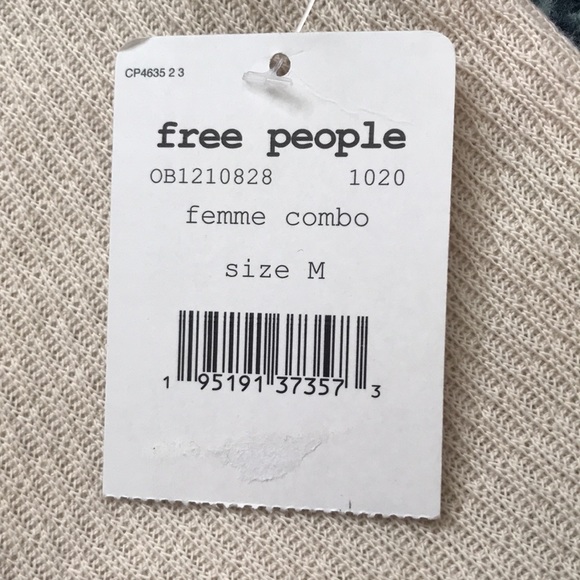 CP4635 2 3
free people
OB1210828 1020
femme combo
size M
1 95191 37357 3